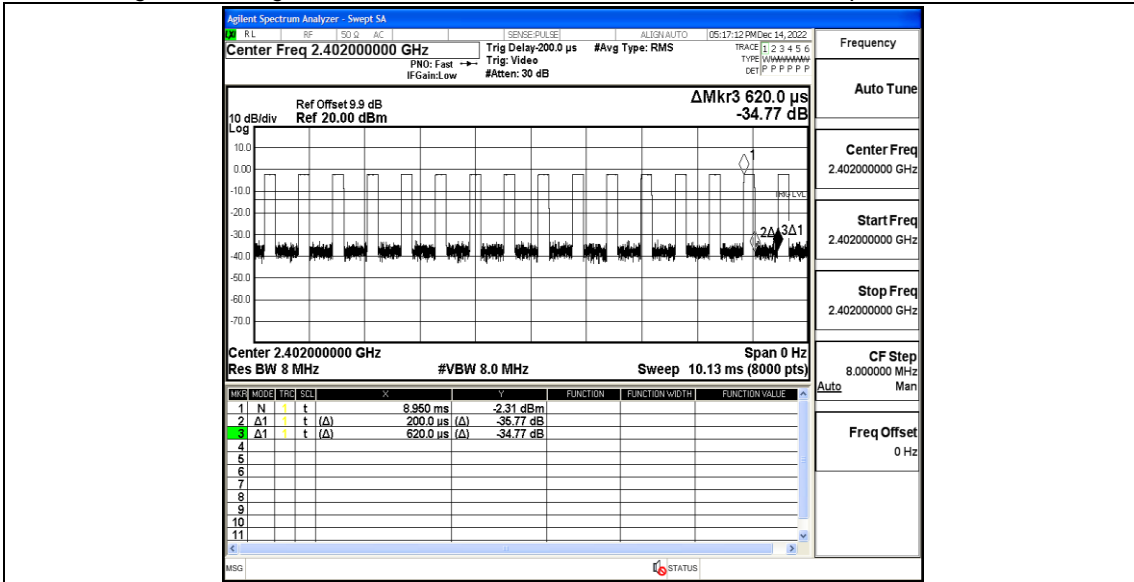 Agilent Spectrum Analyzer - Swept SA
RL RF 50 Ω AC SENSE:PULSE ALIGN AUTO 05:17:12 PM Dec 14, 2022
Center Freq 2.402000000 GHz
PNO: Fast
IFGain:Low
Trig Delay-200.0 µs
Trig: Video
#Atten: 30 dB
#Avg Type: RMS
TRACE 1 2 3 4 5 6
TYPE
DET P P P P P P
Frequency
Auto Tune
Center Freq
2.402000000 GHz
Start Freq
2.402000000 GHz
Stop Freq
2.402000000 GHz
CF Step
8.000000 MHz
Auto Man
Freq Offset
0 Hz
ΔMkr3 620.0 µs
-34.77 dB
Ref Offset 9.9 dB
10 dB/div Ref 20.00 dBm
Log
10.0
0.00
-10.0
-20.0
-30.0
-40.0
-50.0
-60.0
-70.0
1
TRIG LVL
2Δ 3Δ1
Center 2.402000000 GHz Span 0 Hz
Res BW 8 MHz #VBW 8.0 MHz Sweep 10.13 ms (8000 pts)
MKR MODE TRC SCL X Y FUNCTION FUNCTION WIDTH FUNCTION VALUE
1 N 1 t 8.950 ms -2.31 dBm
2 Δ1 1 t (Δ) 200.0 µs (Δ) -35.77 dB
3 Δ1 1 t (Δ) 620.0 µs (Δ) -34.77 dB
4
5
6
7
8
9
10
11
MSG STATUS